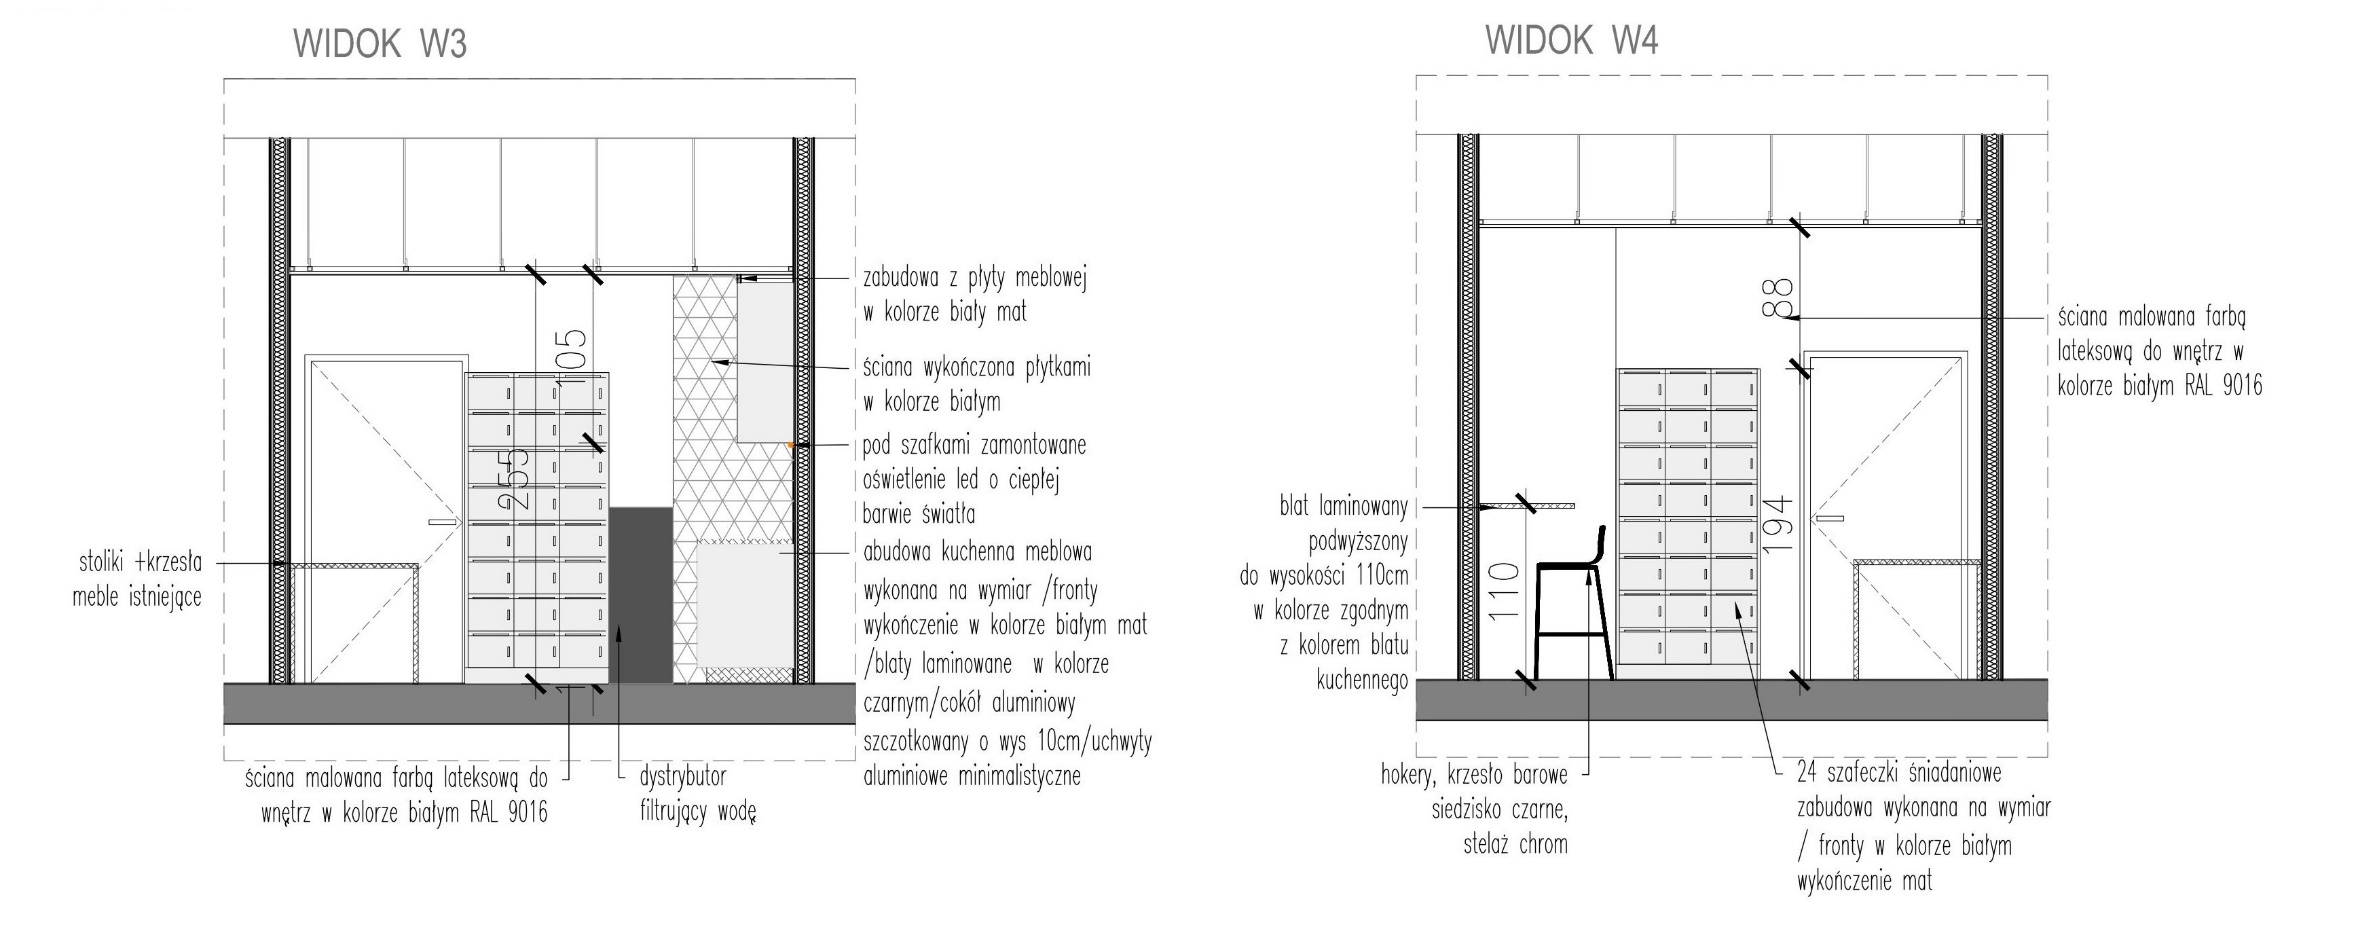 WIDOK W3
zabudowa z płyty meblowej
w kolorze biały mat
ściana wykończona płytkami
w kolorze białym
pod szafkami zamontowane
oświetlenie led o ciepłej
barwie światła
abudowa kuchenna meblowa
wykonana na wymiar /fronty
wykończenie w kolorze białym mat
/blaty laminowane w kolorze
czarnym/cokół aluminiowy
szczotkowany o wys 10cm/uchwyty
aluminiowe minimalistyczne
105
255
1
stoliki +krzesła
meble istniejące
ściana malowana farbą lateksową do
wnętrz w kolorze białym RAL 9016
dystrybutor
filtrujący wodę
WIDOK W4
88
194
110
ściana malowana farbą
lateksową do wnętrz w
kolorze białym RAL 9016
blat laminowany
podwyższony
do wysokości 110cm
w kolorze zgodnym
z kolorem blatu
kuchennego
hokery, krzesło barowe
siedzisko czarne,
stelaż chrom
24 szafeczki śniadaniowe
zabudowa wykonana na wymiar
/ fronty w kolorze białym
wykończenie mat